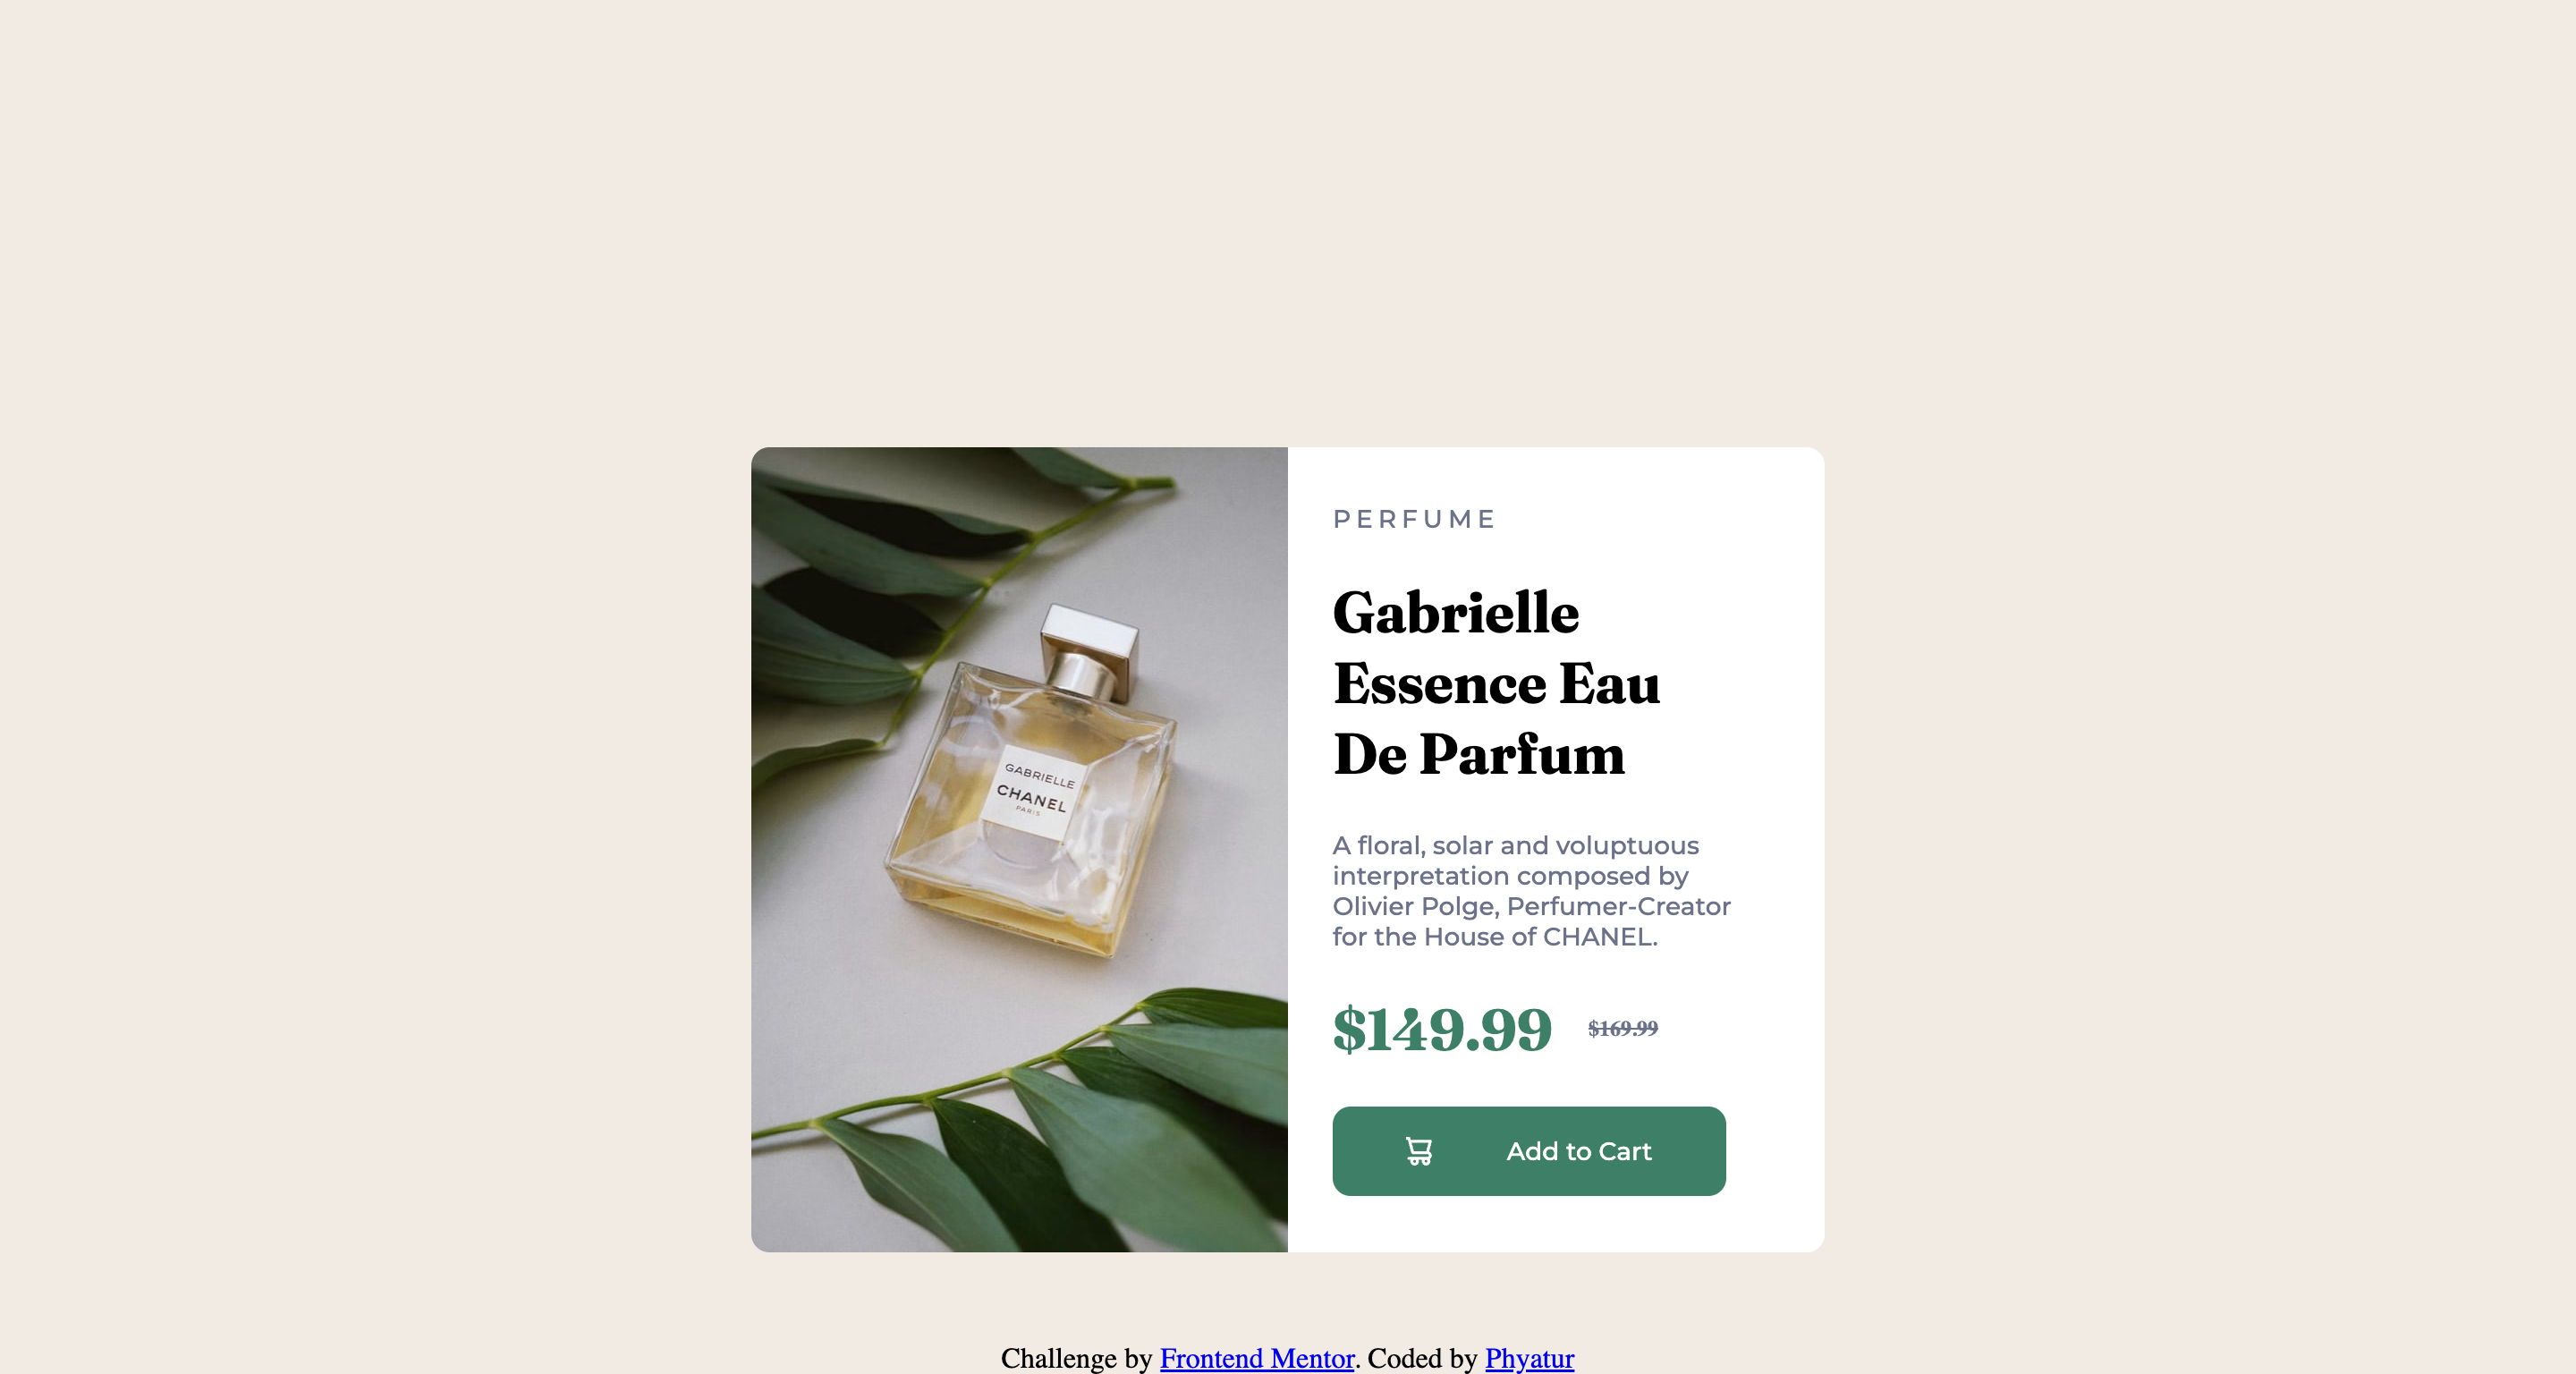 PERFUME
Gabrielle
Essence Eau
De Parfum
GABRIELLE
CHANEL
PARIS
A floral, solar and voluptuous
interpretation composed by
Olivier Polge, Perfumer-Creator
for the House of CHANEL.
$149.99 $169.99
Add to Cart
Challenge by Frontend Mentor. Coded by Phyatur